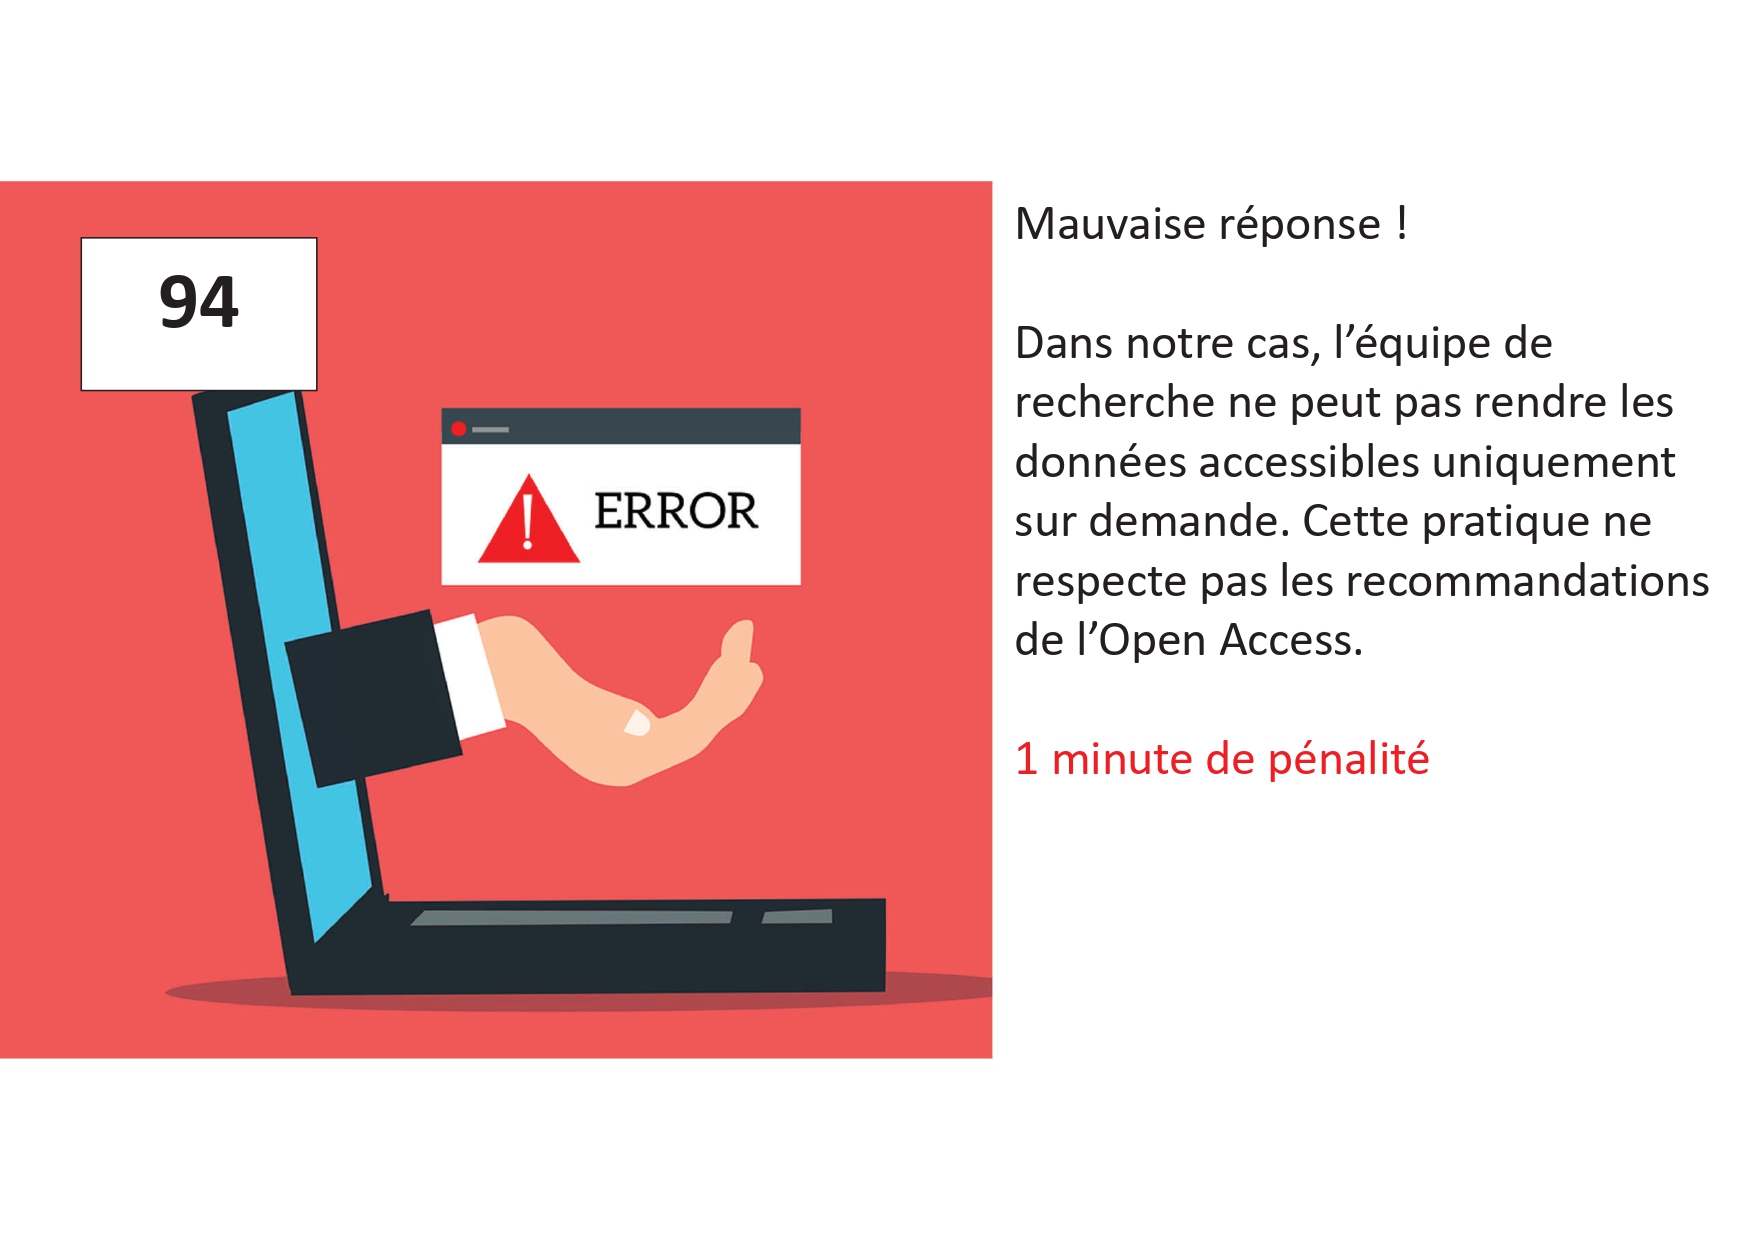 94
ERROR
Mauvaise réponse !
Dans notre cas, l’équipe de
recherche ne peut pas rendre les
données accessibles uniquement
sur demande. Cette pratique ne
respecte pas les recommandations
de l’Open Access.
1 minute de pénalité